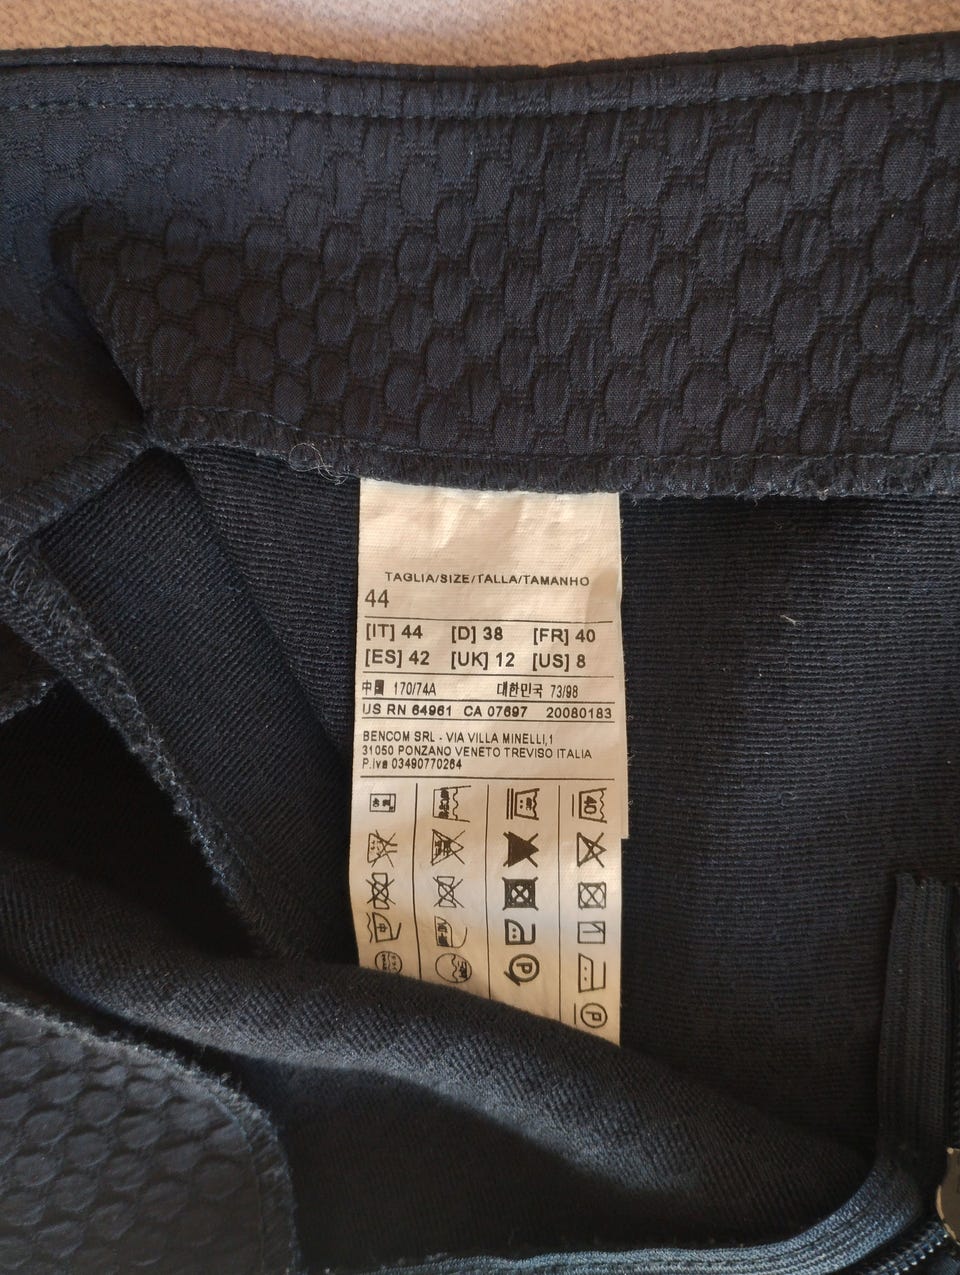 TAGLIA/SIZE/TALLA/TAMANHO
44
[IT] 44 [D] 38 [FR] 40
[ES] 42 [UK] 12 [US] 8
中國 170/74A 대한민국 73/98
US RN 64961 CA 07697 20080183
BENCOM SRL - VIA VILLA MINELLI,1
31050 PONZANO VENETO TREVISO ITALIA
P.iva 03490770264
40
P
P